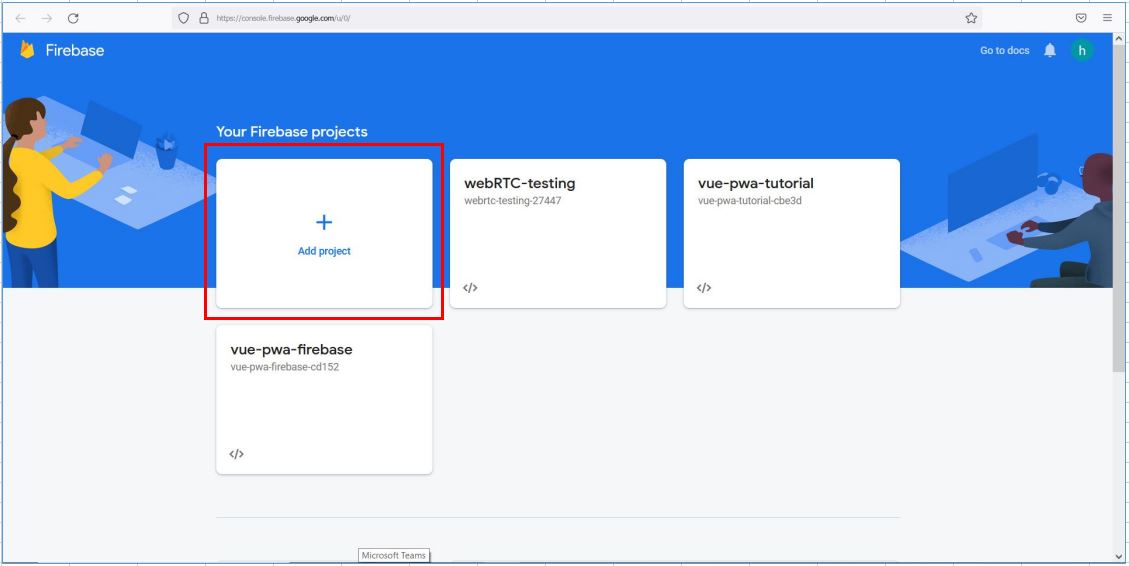 https://console.firebase.google.com/u/0/
Firebase
Go to docs
h
Your Firebase projects
+
Add project
webRTC-testing
webrtc-testing-27447
</>
vue-pwa-tutorial
vue-pwa-tutorial-cbe3d
</>
vue-pwa-firebase
vue-pwa-firebase-cd152
</>
Microsoft Teams